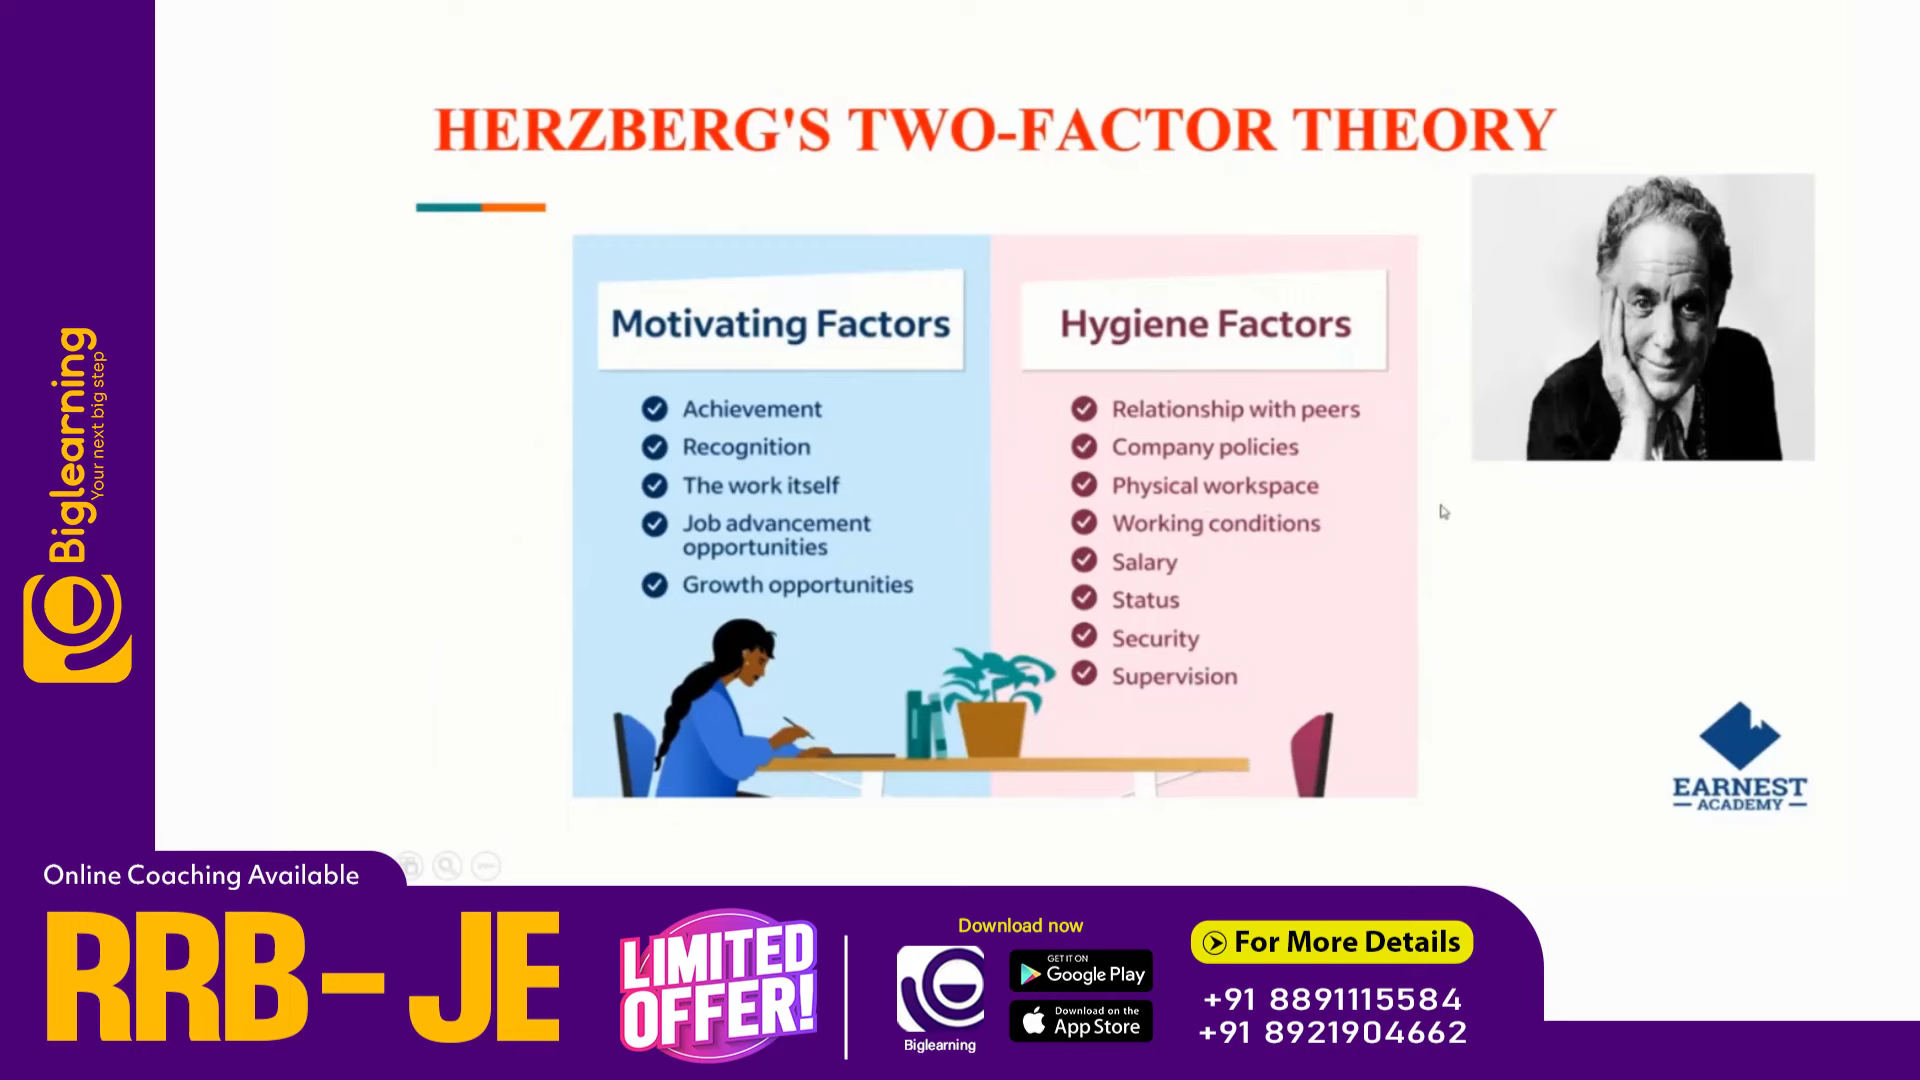 HERZBERG'S TWO-FACTOR THEORY
Motivating Factors
Achievement
Recognition
The work itself
Job advancement
opportunities
Growth opportunities
Hygiene Factors
Relationship with peers
Company policies
Physical workspace
Working conditions
Salary
Status
Security
Supervision
EARNEST
ACADEMY
Biglearning
Your next big step
Online Coaching Available
RRB - JE
LIMITED
OFFER!
Download now
Biglearning
GET IT ON
Google Play
Download on the
App Store
For More Details
+91 8891115584
+91 8921904662